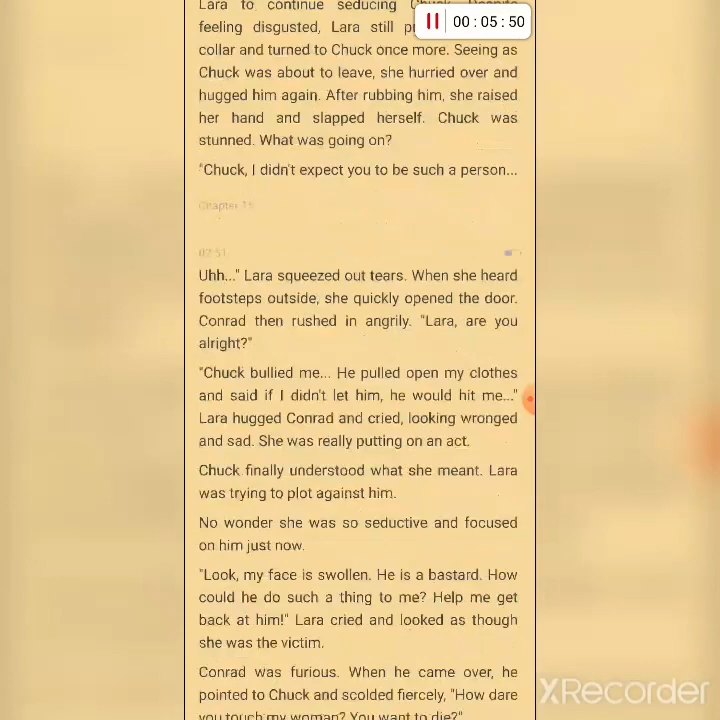 Lara to continue seducing Chuck. Despite
00:05:50
feeling disgusted, Lara still
collar and turned to Chuck once more. Seeing as
Chuck was about to leave, she hurried over and
hugged him again. After rubbing him, she raised
her hand and slapped herself. Chuck was
stunned. What was going on?
"Chuck, I didn't expect you to be such a person...
Chapter
02:51
Uhh..." Lara squeezed out tears. When she heard
footsteps outside, she quickly opened the door.
Conrad then rushed in angrily. "Lara, are you
alright?"
"Chuck bullied me... He pulled open my clothes
and said if I didn't let him, he would hit me..."
Lara hugged Conrad and cried, looking wronged
and sad. She was really putting on an act.
Chuck finally understood what she meant. Lara
was trying to plot against him.
No wonder she was so seductive and focused
on him just now.
"Look, my face is swollen. He is a bastard. How
could he do such a thing to me? Help me get
back at him!" Lara cried and looked as though
she was the victim.
Conrad was furious. When he came over, he
pointed to Chuck and scolded fiercely, "How dare
you touch my woman? You want to die?"
XRecorder